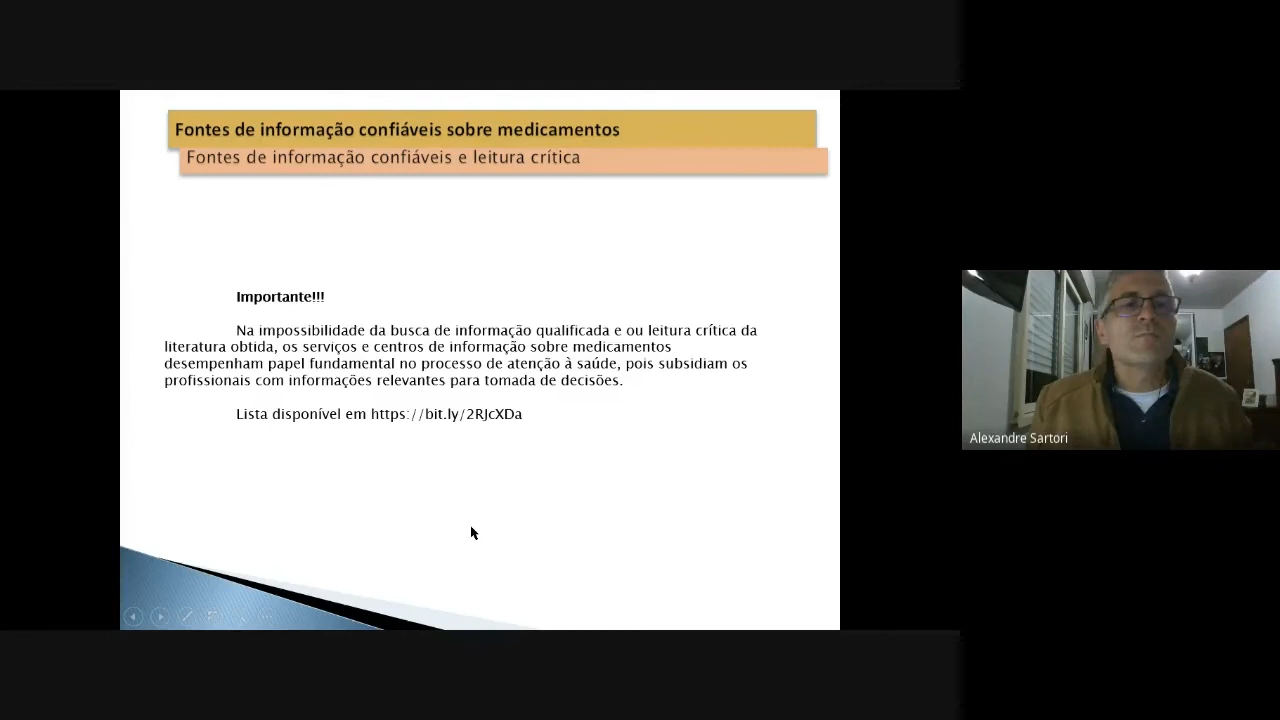 Fontes de informação confiáveis sobre medicamentos
Fontes de informação confiáveis e leitura crítica
Importante!!!
Na impossibilidade da busca de informação qualificada e ou leitura crítica da
literatura obtida, os serviços e centros de informação sobre medicamentos
desempenham papel fundamental no processo de atenção à saúde, pois subsidiam os
profissionais com informações relevantes para tomada de decisões.
Lista disponível em https://bit.ly/2RJcXDa
Alexandre Sartori